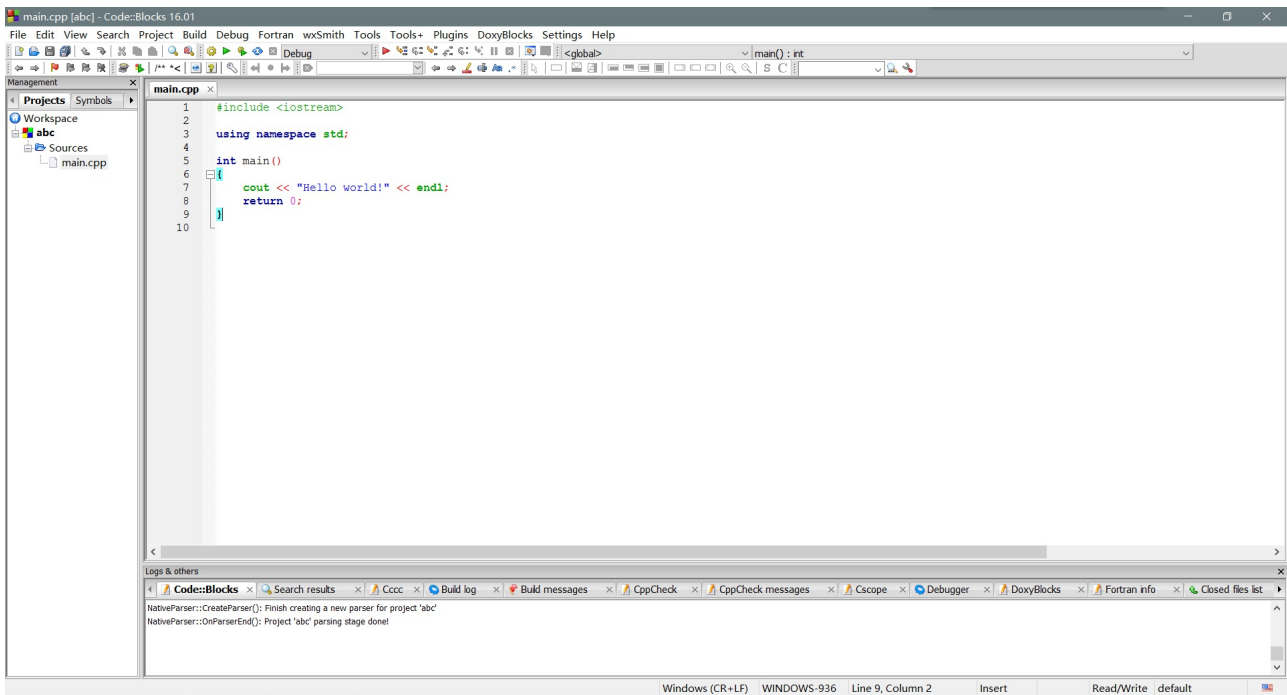 main.cpp [abc] - Code::Blocks 16.01
File Edit View Search Project Build Debug Fortran wxSmith Tools Tools+ Plugins DoxyBlocks Settings Help
Debug <global> main() : int
/** *< S C
Management
Projects Symbols
main.cpp
Workspace
abc
Sources
main.cpp
1 #include <iostream>
2
3 using namespace std;
4
5 int main()
6 {
7 cout << "Hello world!" << endl;
8 return 0;
9 }
10
Logs & others
Code::Blocks Search results Cccc Build log Build messages CppCheck CppCheck messages Cscope Debugger DoxyBlocks Fortran info Closed files list
NativeParser::CreateParser(): Finish creating a new parser for project 'abc'
NativeParser::OnParserEnd(): Project 'abc' parsing stage done!
Windows (CR+LF) WINDOWS-936 Line 9, Column 2 Insert Read/Write default